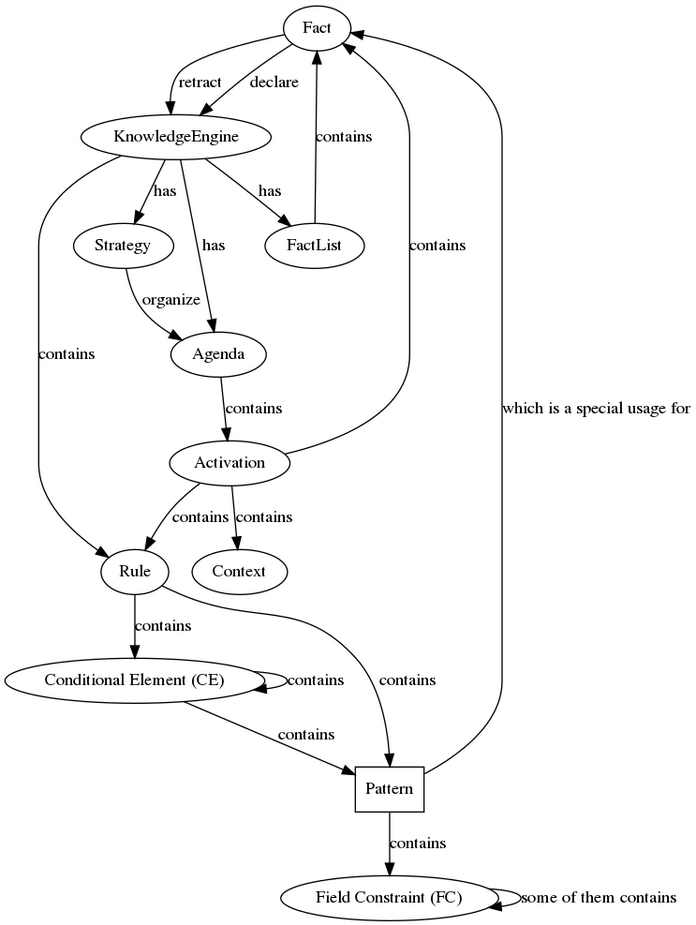 Fact
retract
declare
KnowledgeEngine
contains
has
has
Strategy
has
FactList
contains
organize
contains
Agenda
contains
which is a special usage for
Activation
contains
contains
Rule
Context
contains
Conditional Element (CE)
contains
contains
contains
Pattern
contains
Field Constraint (FC)
some of them contains